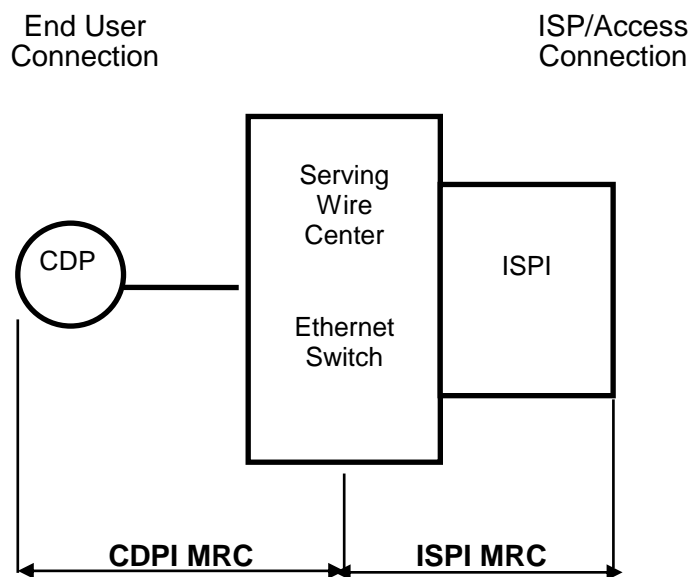 End User
Connection
ISP/Access
Connection
Serving
Wire
Center
CDP
ISPI
Ethernet
Switch
CDPI MRC
ISPI MRC